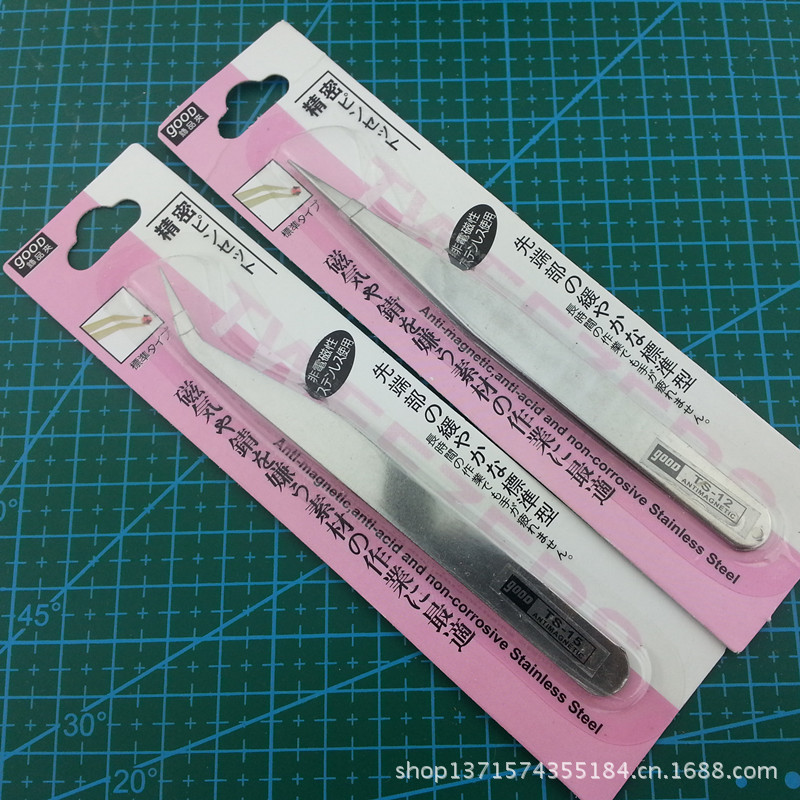 gooD
鋳品夾
精密
ピンセット
標準タイプ
非電磁性
ステンレス使用
先端部の緩やかな標準型
長時間の作業でも手が疲れません。
磁気や錆を嫌う素材の作業に最適
Anti-magnetic anti-acid and non-corrosive Stainless Steel
gooD
TS-12
ANTIMAGNETIC
gooD
精密
ピンセット
標準タイプ
非電磁性
ステンレス使用
先端部の緩やかな標準型
長時間の作業でも手が疲れません。
磁気や錆を嫌う素材の作業に最適
Anti-magnetic anti-acid and non-corrosive Stainless Steel
gooD
TS-15
ANTIMAGNETIC
45°
30°
20°
shop1371574355184.cn.1688.com